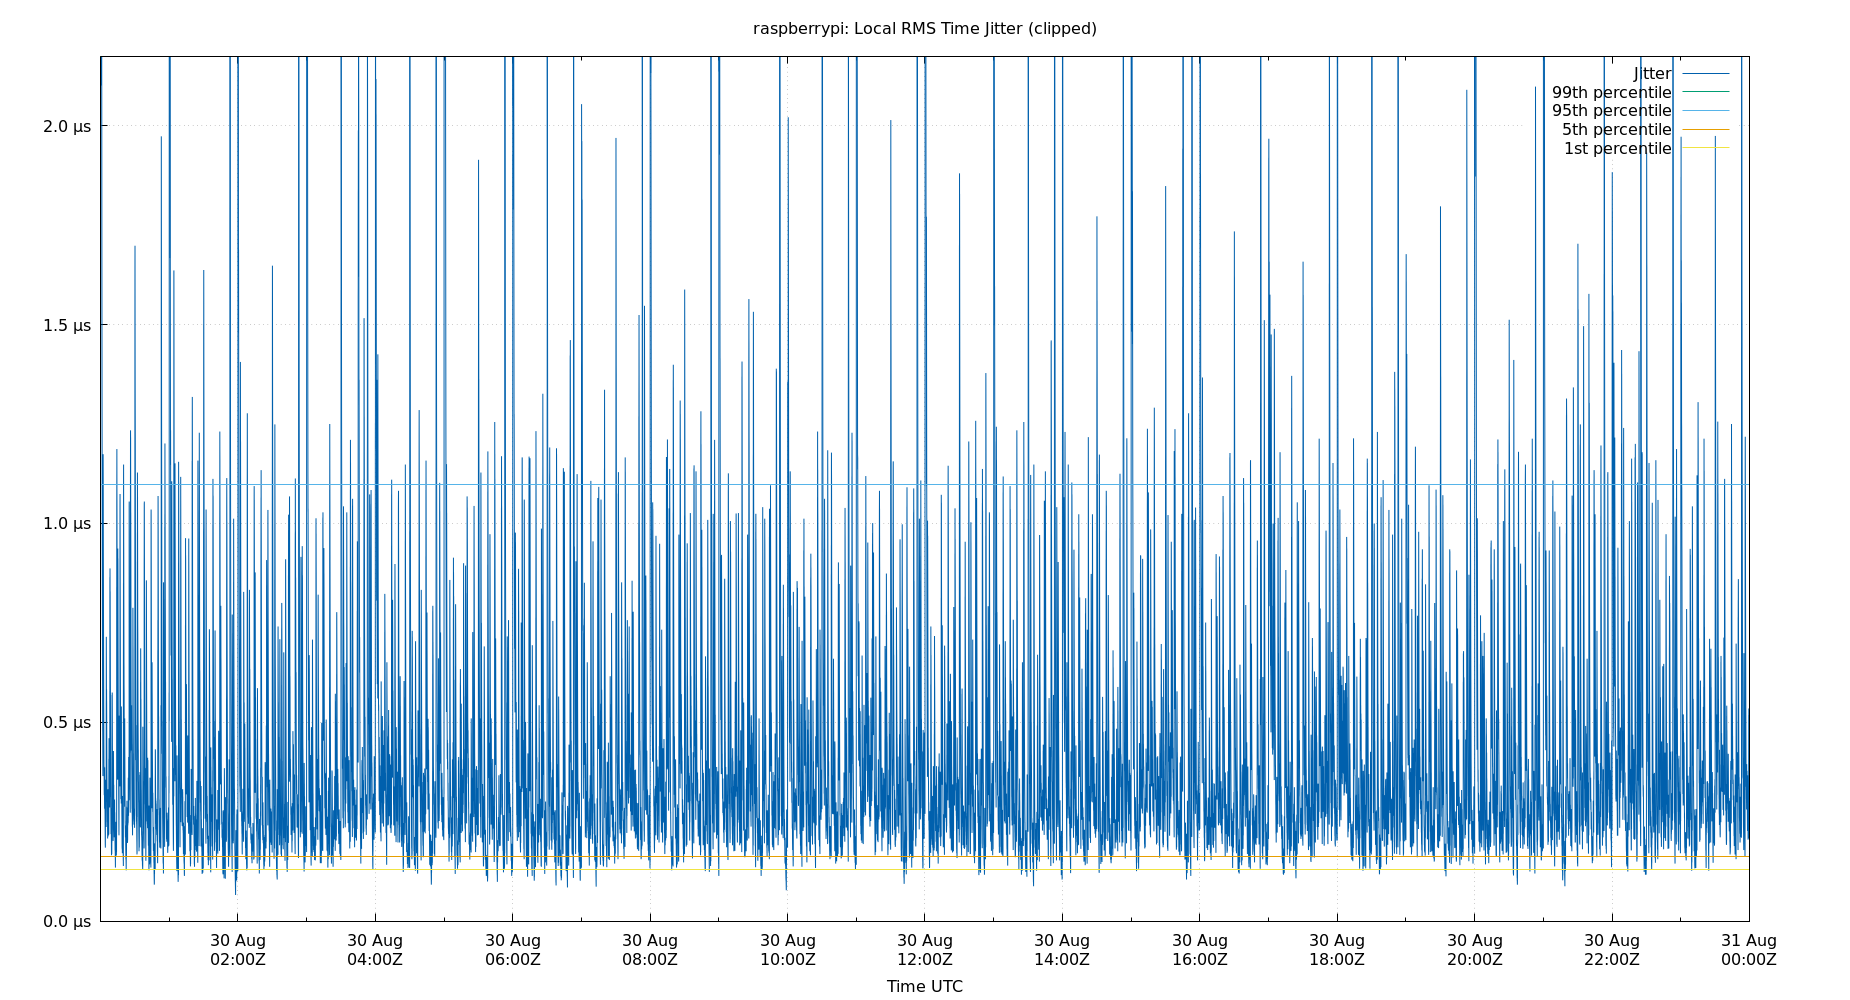 raspberrypi: Local RMS Time Jitter (clipped)
Jitter
99th percentile
95th percentile
5th percentile
1st percentile
2.0 µs
1.5 µs
1.0 µs
0.5 µs
0.0 µs
30 Aug 30 Aug 30 Aug 30 Aug 30 Aug 30 Aug 30 Aug 30 Aug 30 Aug 30 Aug 30 Aug 31 Aug
02:00Z 04:00Z 06:00Z 08:00Z 10:00Z 12:00Z 14:00Z 16:00Z 18:00Z 20:00Z 22:00Z 00:00Z
Time UTC